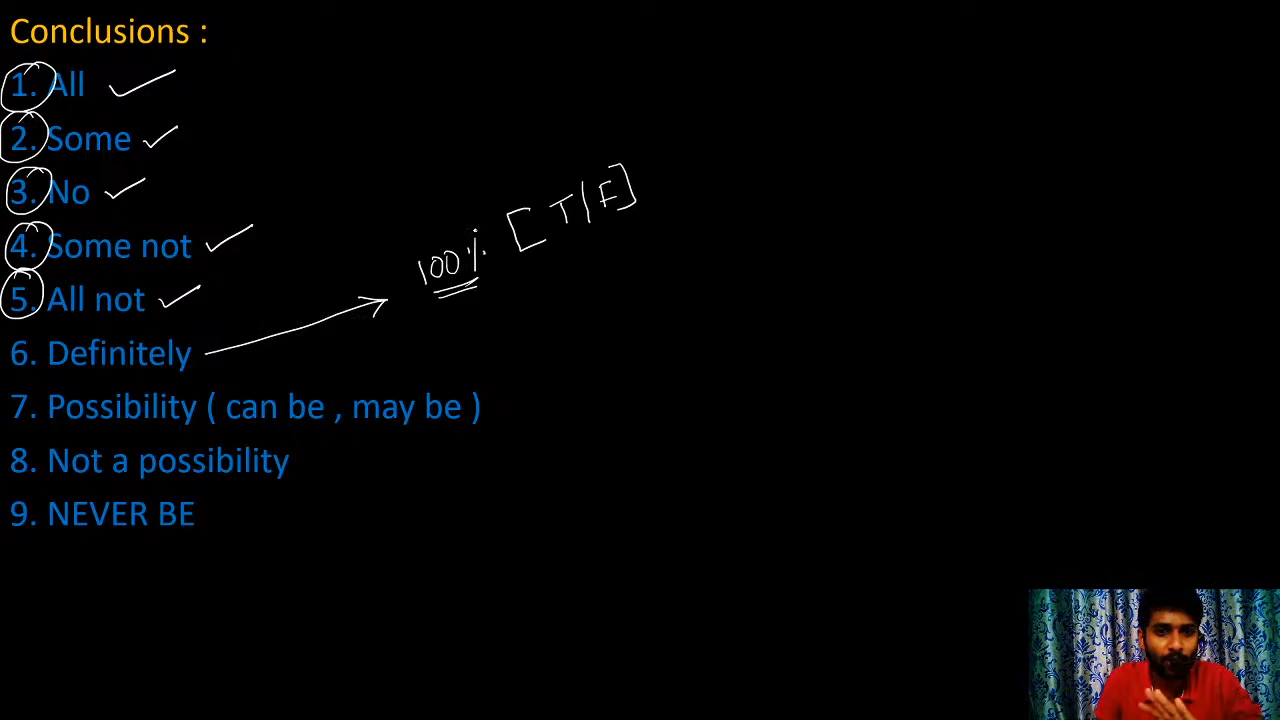 Conclusions :
1. All
2. Some
3. No
4. Some not
5. All not
6. Definitely
100% [T/F]
7. Possibility ( can be , may be )
8. Not a possibility
9. NEVER BE